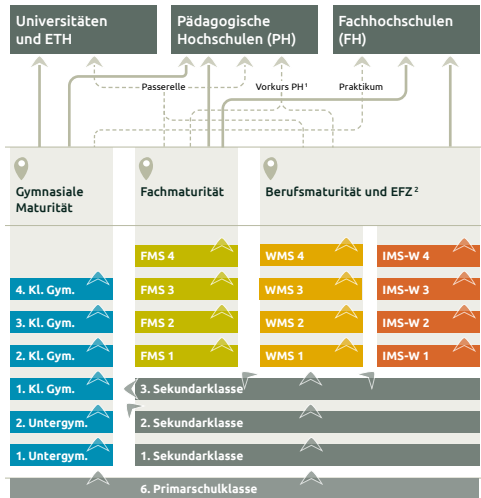 Universitäten
und ETH
Pädagogische
Hochschulen (PH)
Fachhochschulen
(FH)
Passerelle
Vorkurs PH¹
Praktikum
Gymnasiale
Maturität
Fachmaturität
Berufsmaturität und EFZ²
FMS 4
WMS 4
IMS-W 4
4. Kl. Gym.
FMS 3
WMS 3
IMS-W 3
3. Kl. Gym.
FMS 2
WMS 2
IMS-W 2
2. Kl. Gym.
FMS 1
WMS 1
IMS-W 1
1. Kl. Gym.
3. Sekundarklasse
2. Untergym.
2. Sekundarklasse
1. Untergym.
1. Sekundarklasse
6. Primarschulklasse